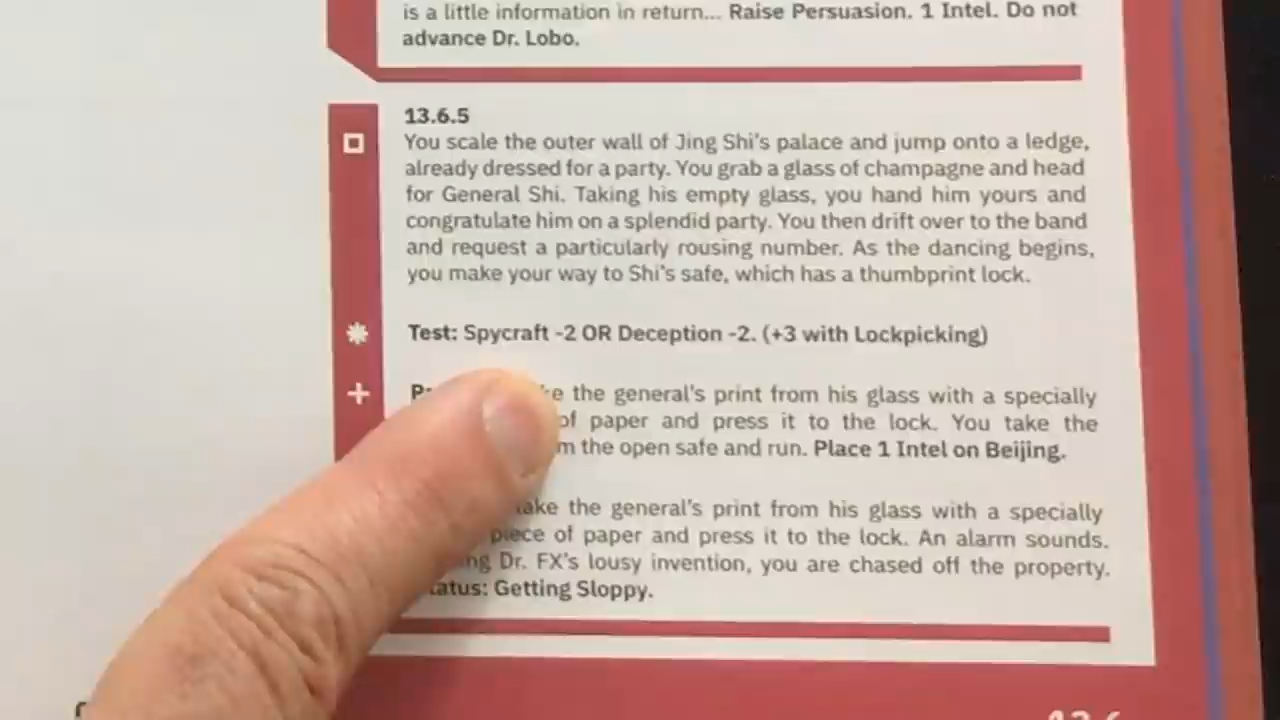 is a little information in return... Raise Persuasion. 1 Intel. Do not
advance Dr. Lobo.
13.6.5
You scale the outer wall of Jing Shi's palace and jump onto a ledge,
already dressed for a party. You grab a glass of champagne and head
for General Shi. Taking his empty glass, you hand him yours and
congratulate him on a splendid party. You then drift over to the band
and request a particularly rousing number. As the dancing begins,
you make your way to Shi's safe, which has a thumbprint lock.
Test: Spycraft -2 OR Deception -2. (+3 with Lockpicking)
the general's print from his glass with a specially
of paper and press it to the lock. You take the
the open safe and run. Place 1 Intel on Beijing.
take the general's print from his glass with a specially
piece of paper and press it to the lock. An alarm sounds.
Dr. FX's lousy invention, you are chased off the property.
Getting Sloppy.